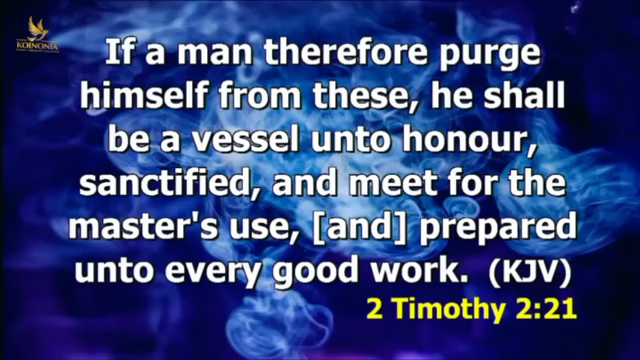 KOINONIA
If a man therefore purge
himself from these, he shall
be a vessel unto honour,
sanctified, and meet for the
master's use, [and] prepared
unto every good work. (KJV)
2 Timothy 2:21